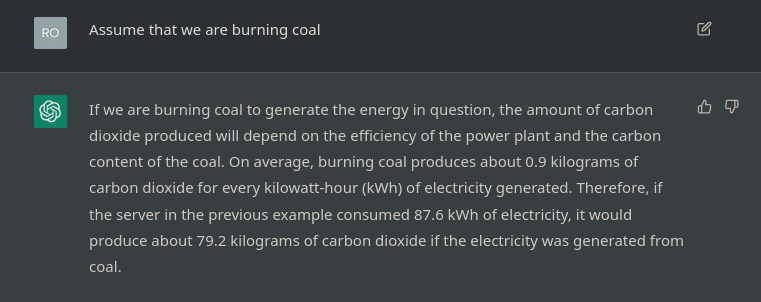 RO
Assume that we are burning coal
If we are burning coal to generate the energy in question, the amount of carbon
dioxide produced will depend on the efficiency of the power plant and the carbon
content of the coal. On average, burning coal produces about 0.9 kilograms of
carbon dioxide for every kilowatt-hour (kWh) of electricity generated. Therefore, if
the server in the previous example consumed 87.6 kWh of electricity, it would
produce about 79.2 kilograms of carbon dioxide if the electricity was generated from
coal.